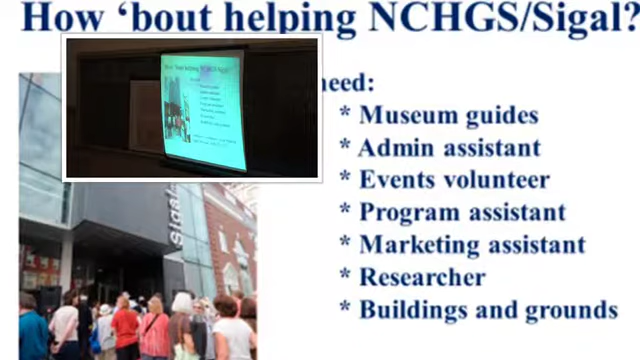 How ‘bout helping NCHGS/Sigal?
need:
* Museum guides
* Admin assistant
* Events volunteer
* Program assistant
* Marketing assistant
* Researcher
* Buildings and grounds
Sigal